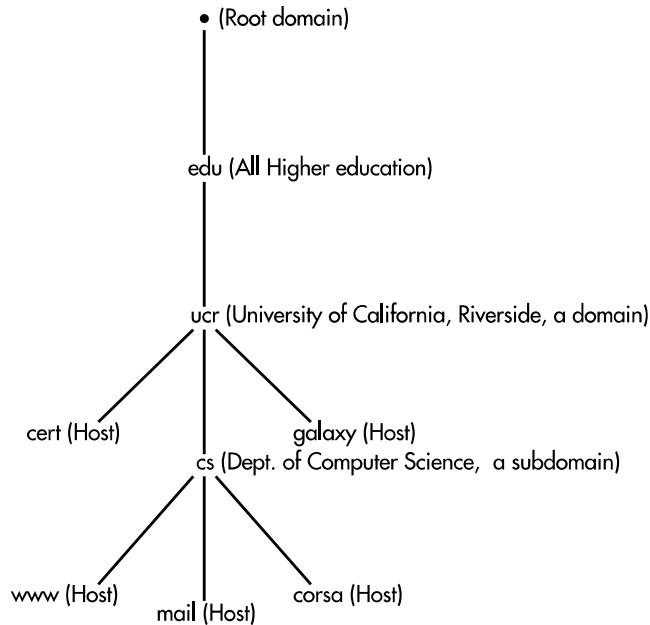 • (Root domain)
edu (All Higher education)
ucr (University of California, Riverside, a domain)
cert (Host)
galaxy (Host)
cs (Dept. of Computer Science, a subdomain)
www (Host)
mail (Host)
corsa (Host)